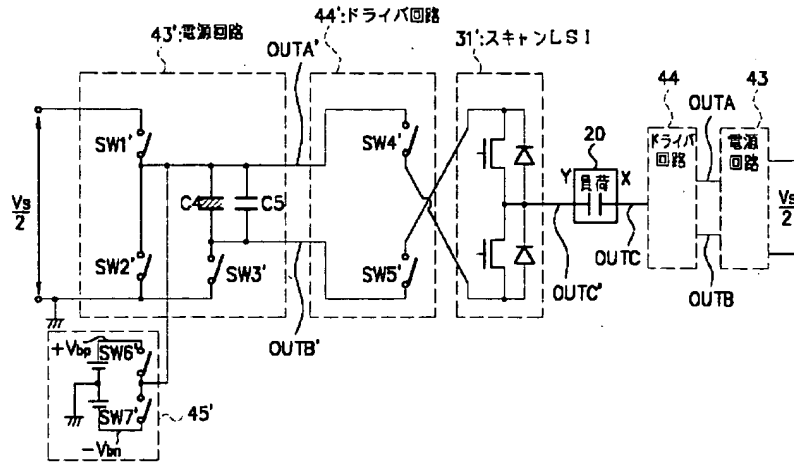 43':電源回路
44':ドライバ回路
31':スキャンLSI
OUTA'
44
43
OUTA
SW1'
SW4'
20
ドライバ
回路
電源
回路
Y 負荷 X
C4
C5
Vs
2
Vs
2
SW2'
SW3'
SW5'
OUTC'
OUTC
OUTB
OUTB'
+Vbp
SW6'
SW7'
45'
-Vbn